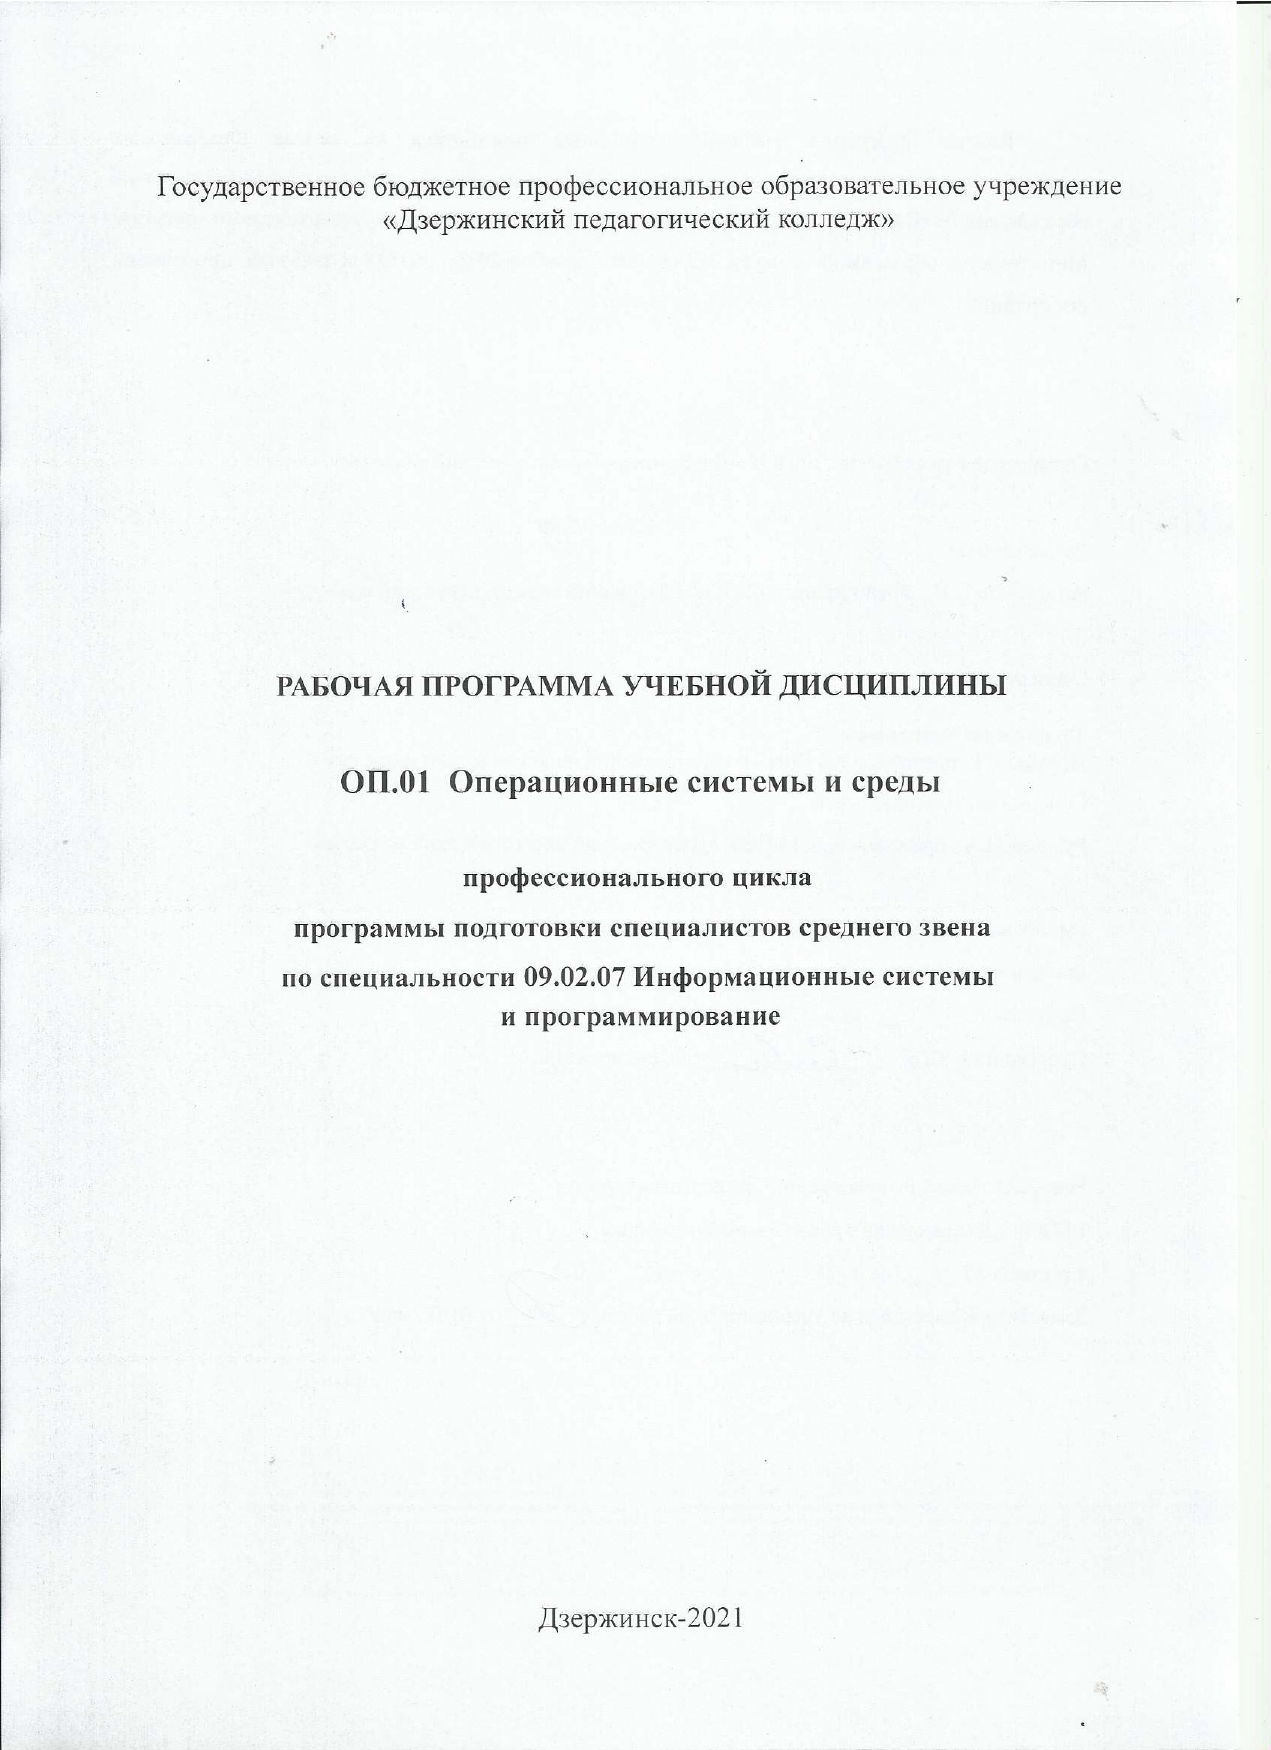 Государственное бюджетное профессиональное образовательное учреждение
«Дзержинский педагогический колледж»
РАБОЧАЯ ПРОГРАММА УЧЕБНОЙ ДИСЦИПЛИНЫ
ОП.01 Операционные системы и среды
профессионального цикла
программы подготовки специалистов среднего звена
по специальности 09.02.07 Информационные системы
и программирование
Дзержинск-2021